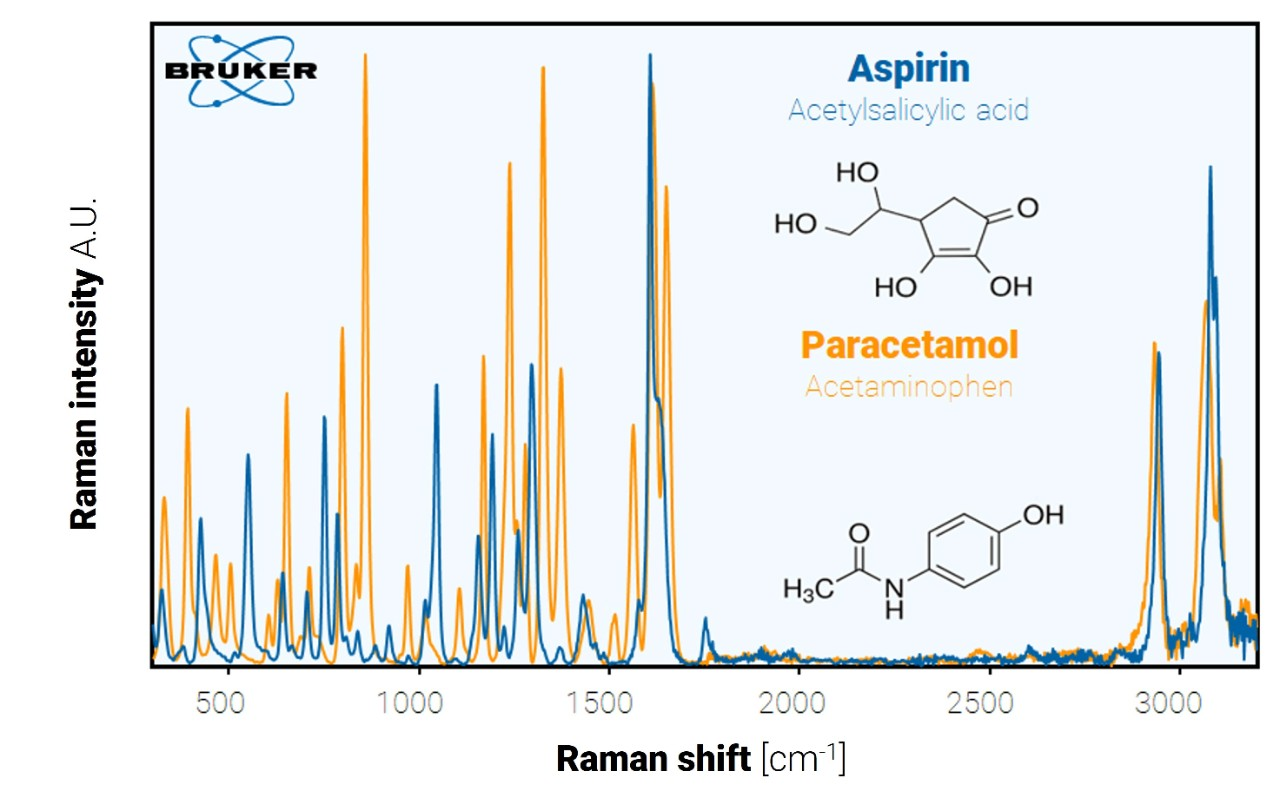 BRUKER
Aspirin
Acetylsalicylic acid
HO
HO
O
HO
OH
Paracetamol
Acetaminophen
OH
O
H₃C
N
H
Raman intensity A.U.
500 1000 1500 2000 2500 3000
Raman shift [cm⁻¹]